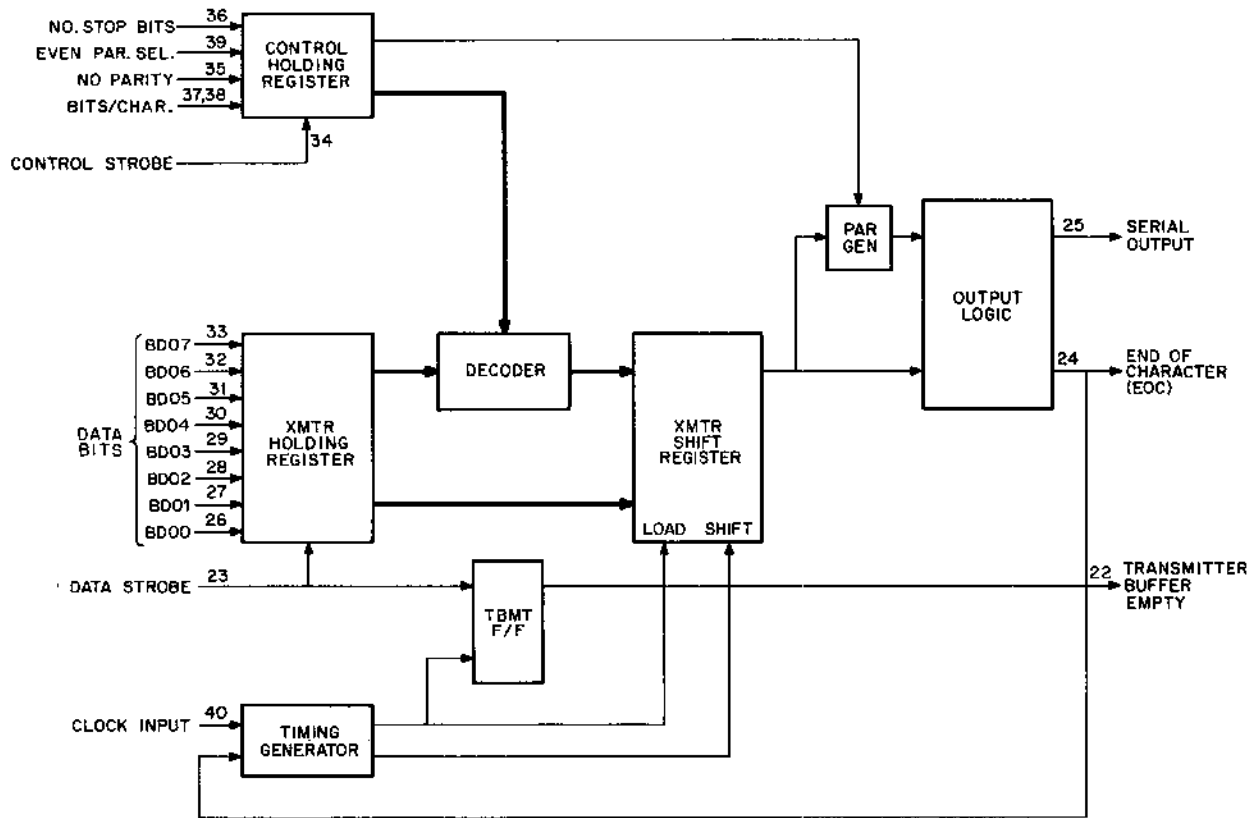 NO. STOP BITS 36
EVEN PAR. SEL. 39
NO PARITY 35
BITS/CHAR. 37,38
CONTROL
HOLDING
REGISTER
34
CONTROL STROBE
PAR
GEN
OUTPUT
LOGIC
25
SERIAL
OUTPUT
24
END OF
CHARACTER
(EOC)
DATA
BITS
BD07 33
BD06 32
BD05 31
BD04 30
BD03 29
BD02 28
BD01 27
BD00 26
XMTR
HOLDING
REGISTER
DECODER
XMTR
SHIFT
REGISTER
LOAD SHIFT
DATA STROBE 23
TBMT
F/F
22
TRANSMITTER
BUFFER
EMPTY
CLOCK INPUT 40
TIMING
GENERATOR